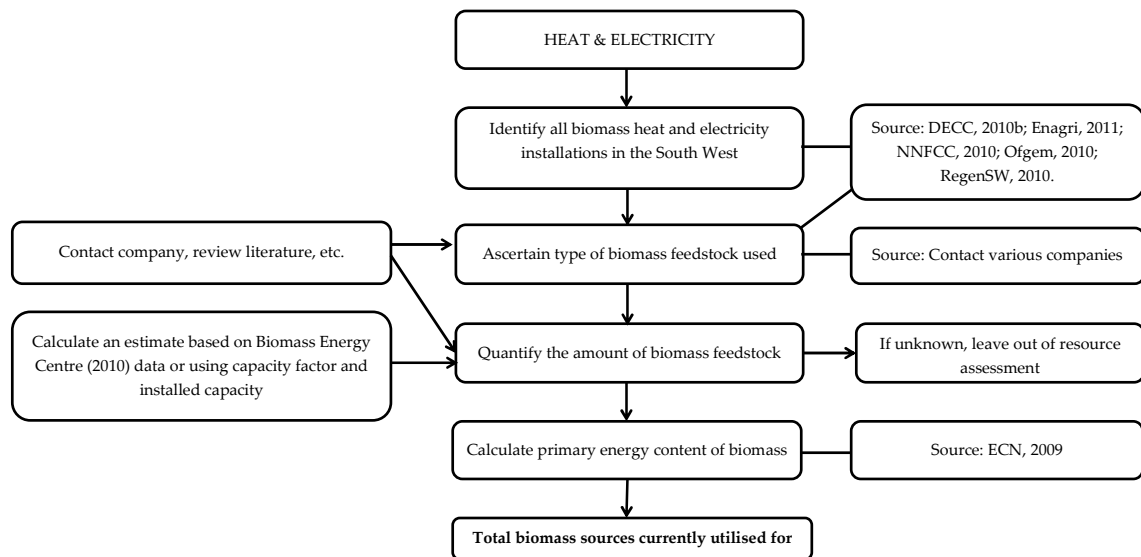 HEAT & ELECTRICITY
Identify all biomass heat and electricity
installations in the South West
Source: DECC, 2010b; Enagri, 2011;
NNFCC, 2010; Ofgem, 2010;
RegenSW, 2010.
Contact company, review literature, etc.
Ascertain type of biomass feedstock used
Source: Contact various companies
Calculate an estimate based on Biomass Energy
Centre (2010) data or using capacity factor and
installed capacity
Quantify the amount of biomass feedstock
If unknown, leave out of resource
assessment
Calculate primary energy content of biomass
Source: ECN, 2009
Total biomass sources currently utilised for